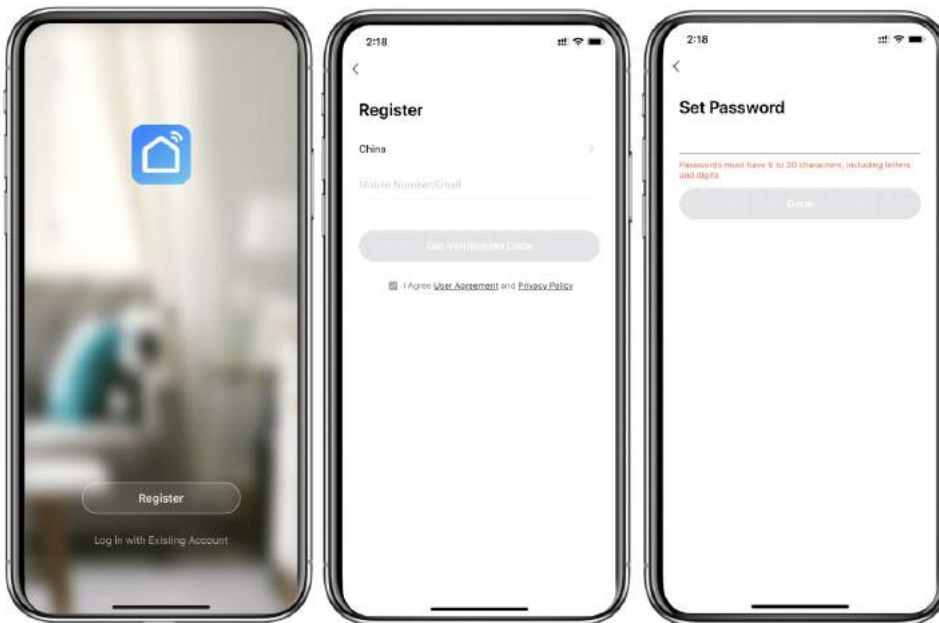 Register
Log in with Existing Account
2:18
Register
China
Mobile Number/Email
Get Verification Code
I Agree User Agreement and Privacy Policy
2:18
Set Password
Passwords must have 6 to 20 characters, including letters
and digits
Done